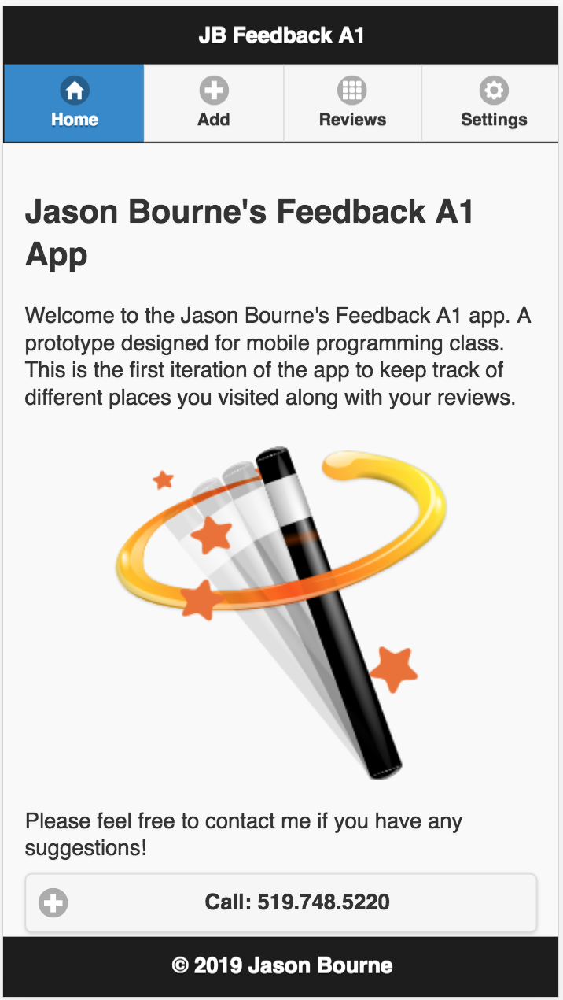 JB Feedback A1
Home Add Reviews Settings
Jason Bourne's Feedback A1
App
Welcome to the Jason Bourne's Feedback A1 app. A
prototype designed for mobile programming class.
This is the first iteration of the app to keep track of
different places you visited along with your reviews.
Please feel free to contact me if you have any
suggestions!
Call: 519.748.5220
© 2019 Jason Bourne